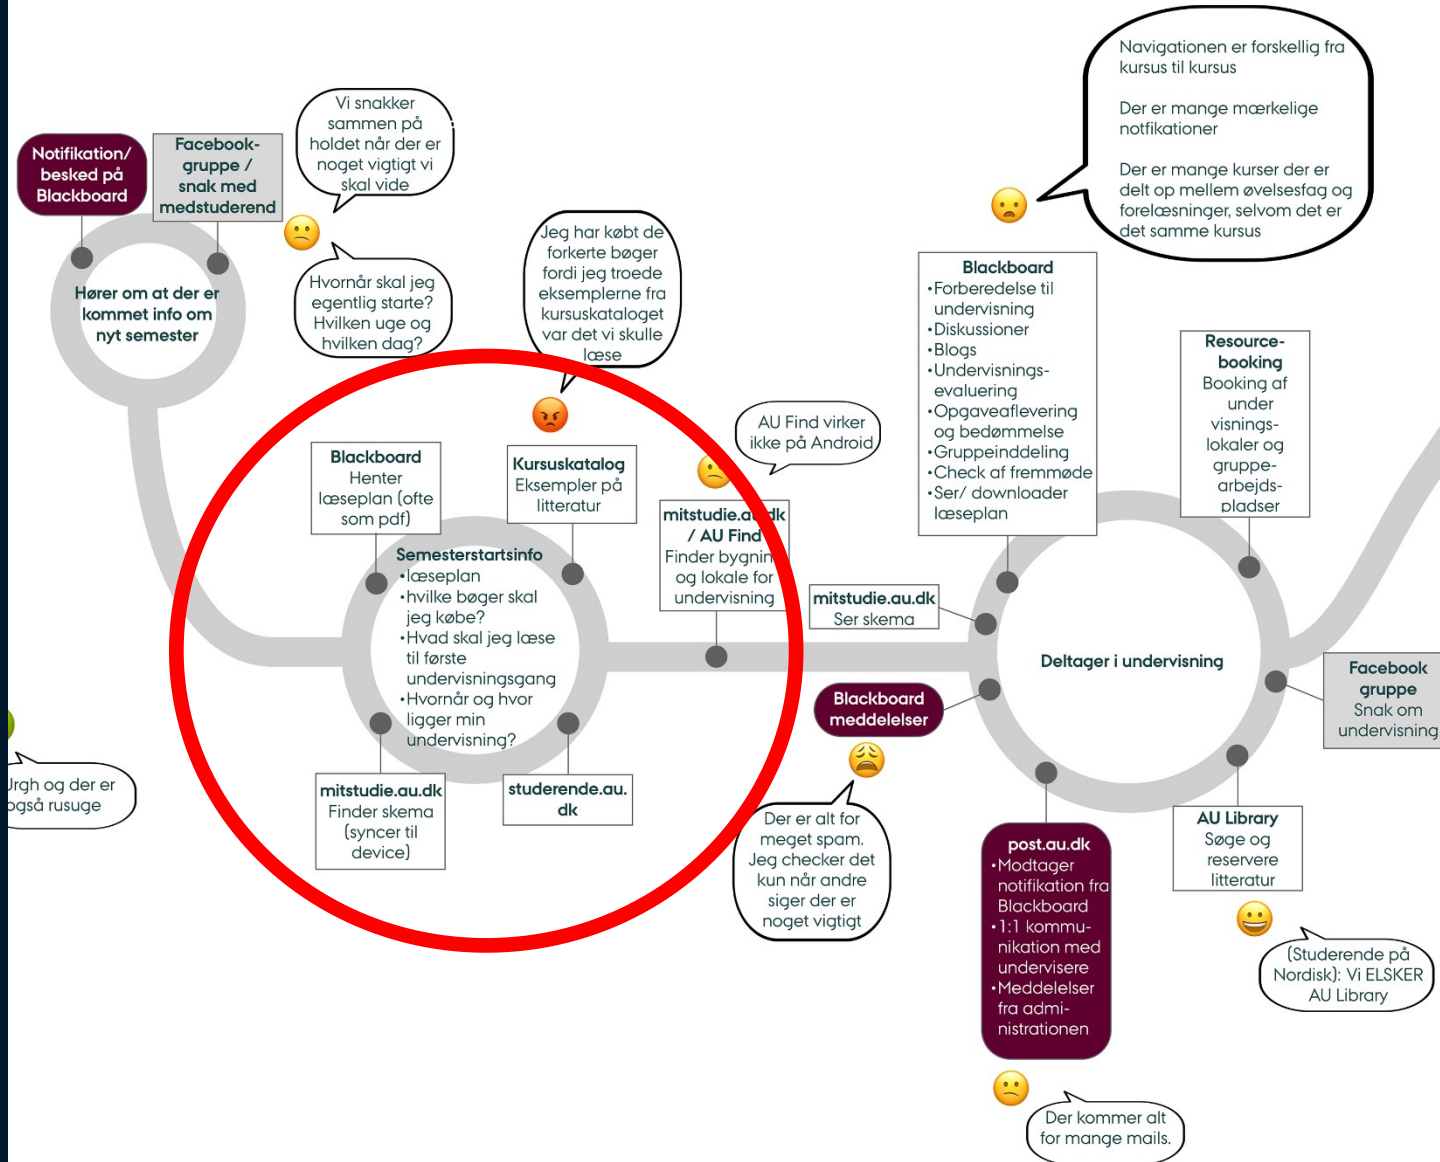 Notifikation/
besked på
Blackboard
Facebook-
gruppe /
snak med
medstuderend
Vi snakker
sammen på
holdet når der er
noget vigtigt vi
skal vide
Hvornår skal jeg
egentlig starte?
Hvilken uge og
hvilken dag?
Hører om at der er
kommet info om
nyt semester
Jeg har købt de
forkerte bøger
fordi jeg troede
eksemplerne fra
kursuskataloget
var det vi skulle
læse
Blackboard
Henter
læseplan (ofte
som pdf)
Kursuskatalog
Eksempler på
litteratur
AU Find virker
ikke på Android
mitstudie.au.dk
/ AU Find
Finder bygning
og lokale for
undervisning
Semesterstartsinfo
•læseplan
•hvilke bøger skal
jeg købe?
•Hvad skal jeg læse
til første
undervisningsgang
•Hvornår og hvor
ligger min
undervisning?
mitstudie.au.dk
Finder skema
(syncer til
device)
studerende.au.
dk
Urgh og der er
også rusuge
Navigationen er forskellig fra
kursus til kursus
Der er mange mærkelige
notfikationer
Der er mange kurser der er
delt op mellem øvelsesfag og
forelæsninger, selvom det er
det samme kursus
Blackboard
•Forberedelse til
undervisning
•Diskussioner
•Blogs
•Undervisnings-
evaluering
•Opgaveaflevering
og bedømmelse
•Gruppeinddeling
•Check af fremmøde
•Ser/ downloader
læseplan
Resource-
booking
Booking af
under
visnings-
lokaler og
gruppe-
arbejds-
pladser
mitstudie.au.dk
Ser skema
Deltager i undervisning
Blackboard
meddelelser
Der er alt for
meget spam.
Jeg checker det
kun når andre
siger der er
noget vigtigt
Facebook
gruppe
Snak om
undervisning
post.au.dk
•Modtager
notifikation fra
Blackboard
•1:1 kommu-
nikation med
undervisere
•Meddelelser
fra admi-
nistrationen
AU Library
Søge og
reservere
litteratur
(Studerende på
Nordisk): Vi ELSKER
AU Library
Der kommer alt
for mange mails.